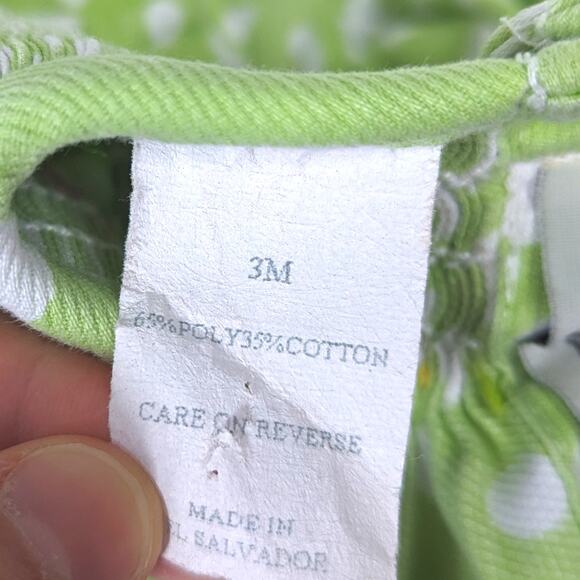 3M
65%POLY35%COTTON
CARE ON REVERSE
MADE IN
EL SALVADOR